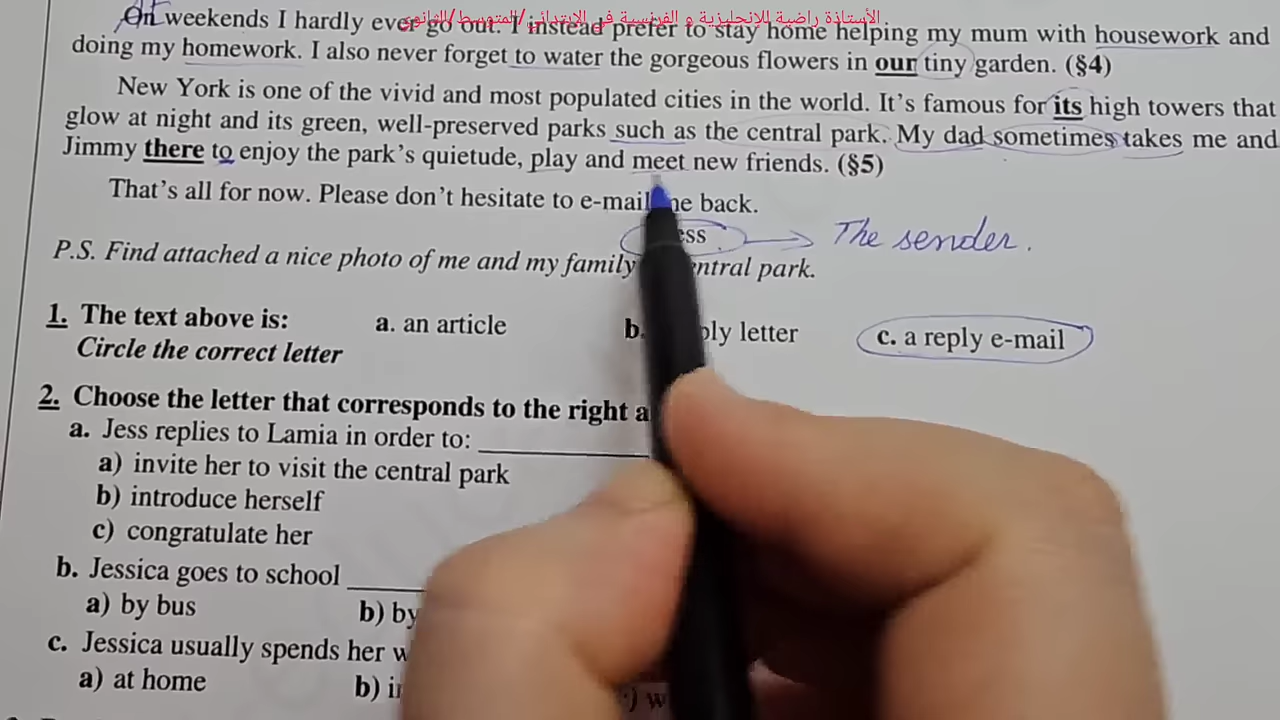 الأستاذة راضية للإنجليزية و الفرنسية في الابتدائي/المتوسط/الثانوي
On weekends I hardly ever go out. I instead prefer to stay home helping my mum with housework and
doing my homework. I also never forget to water the gorgeous flowers in our tiny garden. (§4)
New York is one of the vivid and most populated cities in the world. It's famous for its high towers that
glow at night and its green, well-preserved parks such as the central park. My dad sometimes takes me and
Jimmy there to enjoy the park's quietude, play and meet new friends. (§5)
That's all for now. Please don't hesitate to e-mail back.
The sender.
P.S. Find attached a nice photo of me and my family park.
1. The text above is: a. an article b. letter c. a reply e-mail
Circle the correct letter
2. Choose the letter that corresponds to the right
a. Jess replies to Lamia in order to:
a) invite her to visit the central park
b) introduce herself
c) congratulate her
b. Jessica goes to school
a) by bus b) by
c. Jessica usually spends her
a) at home b)